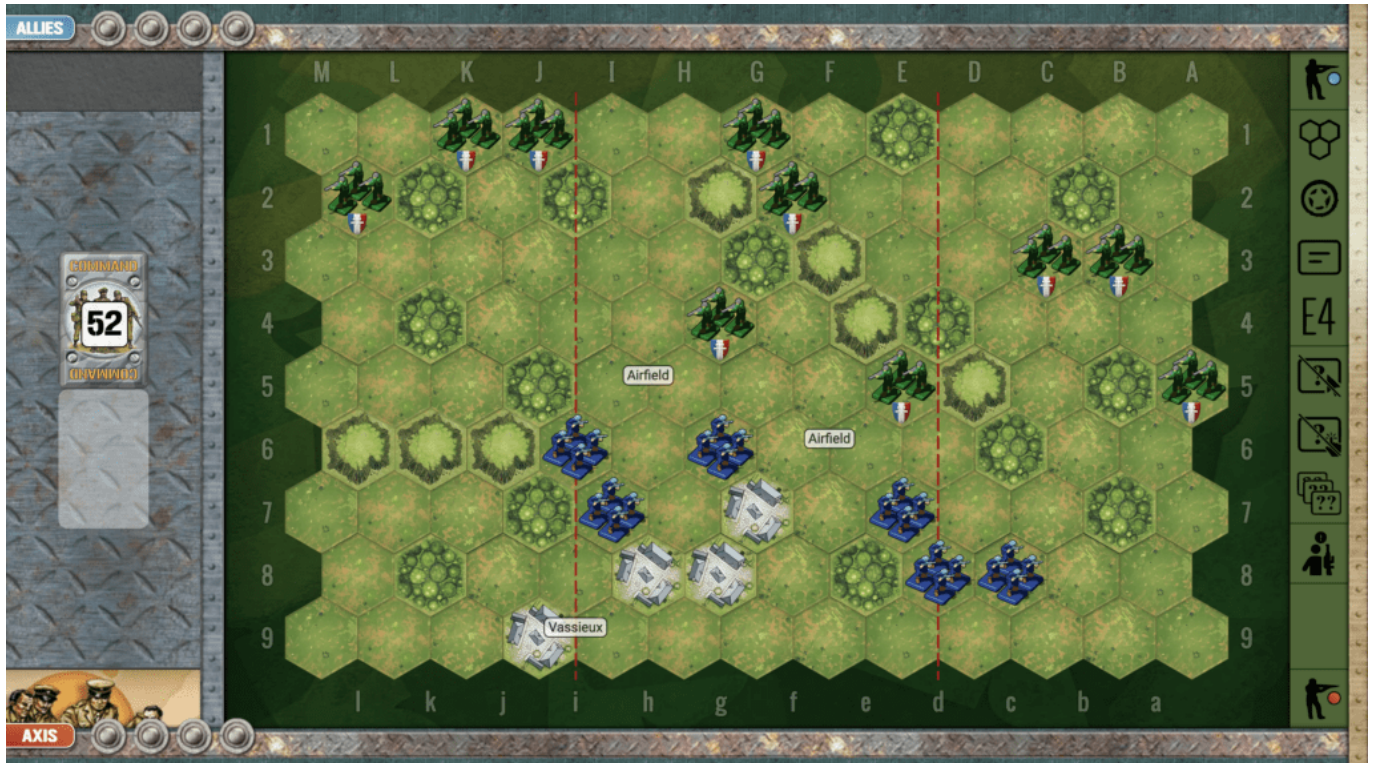 ALLIES
M L K J I H G F E D C B A
1 1
2 2
3 3
COMMAND
52
COMMAND
4 4
E4
Airfield
5 5
Airfield
6 6
7 7
??
8 8
Vassieux
9 9
l k j i h g f e d c b a
AXIS